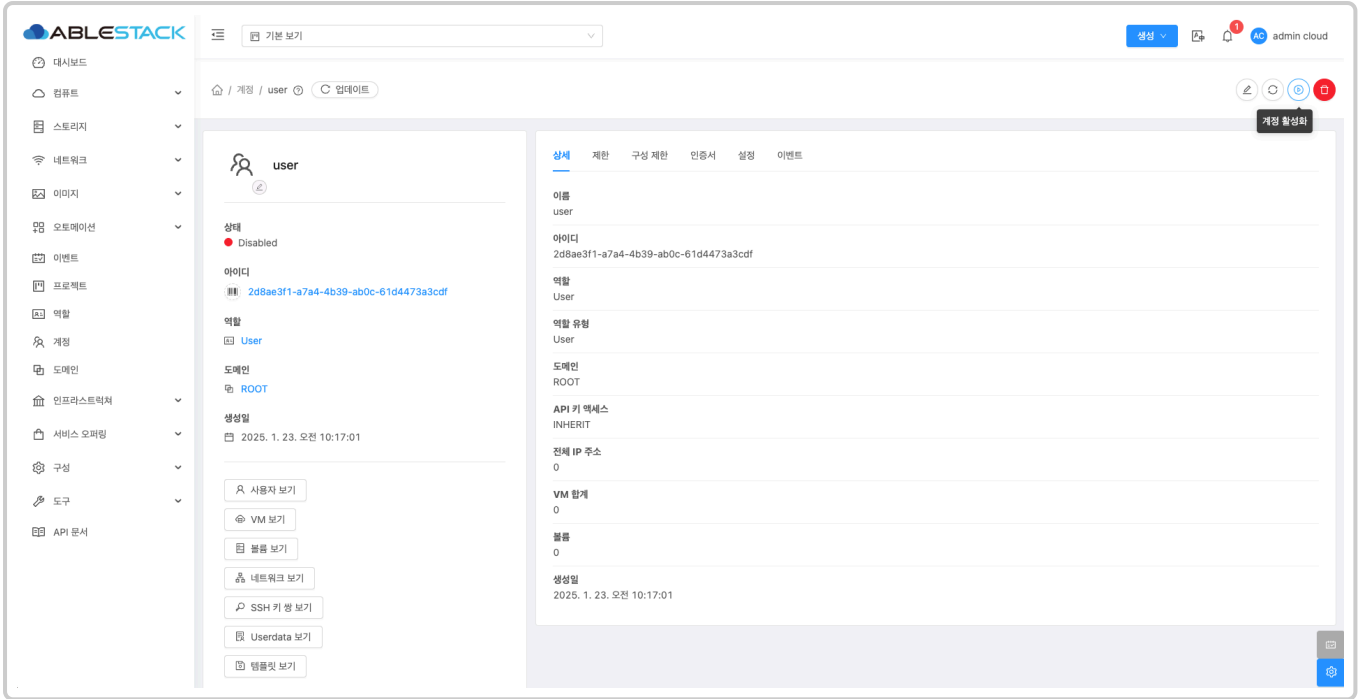 ABLESTACK
기본 보기
생성
1
AC
admin cloud
대시보드
컴퓨트
스토리지
네트워크
이미지
오토메이션
이벤트
프로젝트
역할
계정
도메인
인프라스트럭쳐
서비스 오퍼링
구성
도구
API 문서
/ 계정 / user
업데이트
계정 활성화
user
상태
Disabled
아이디
2d8ae3f1-a7a4-4b39-ab0c-61d4473a3cdf
역할
User
도메인
ROOT
생성일
2025. 1. 23. 오전 10:17:01
사용자 보기
VM 보기
볼륨 보기
네트워크 보기
SSH 키 쌍 보기
Userdata 보기
템플릿 보기
상세 제한 구성 제한 인증서 설정 이벤트
이름
user
아이디
2d8ae3f1-a7a4-4b39-ab0c-61d4473a3cdf
역할
User
역할 유형
User
도메인
ROOT
API 키 액세스
INHERIT
전체 IP 주소
0
VM 합계
0
볼륨
0
생성일
2025. 1. 23. 오전 10:17:01